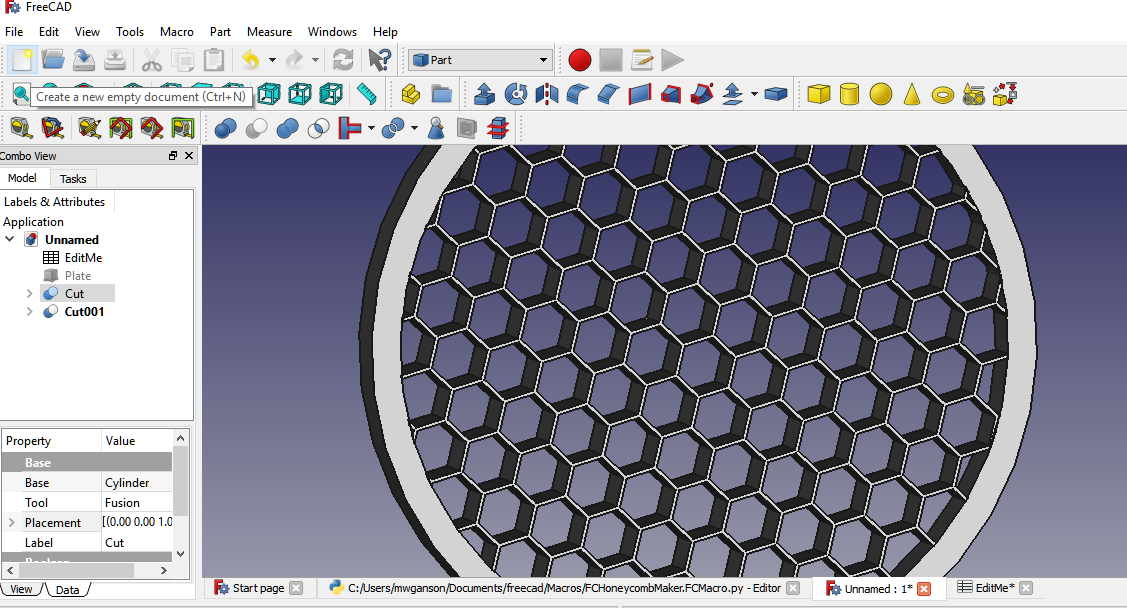 FreeCAD
File Edit View Tools Macro Part Measure Windows Help
Part
Create a new empty document (Ctrl+N)
Combo View
Model Tasks
Labels & Attributes
Application
Unnamed
EditMe
Plate
Cut
Cut001
Property Value
Base
Base Cylinder
Tool Fusion
Placement [(0.00 0.00 1.0
Label Cut
View Data
Start page
C:/Users/mwganson/Documents/freecad/Macros/FCHoneycombMaker.FCMacro.py - Editor
Unnamed : 1*
EditMe*